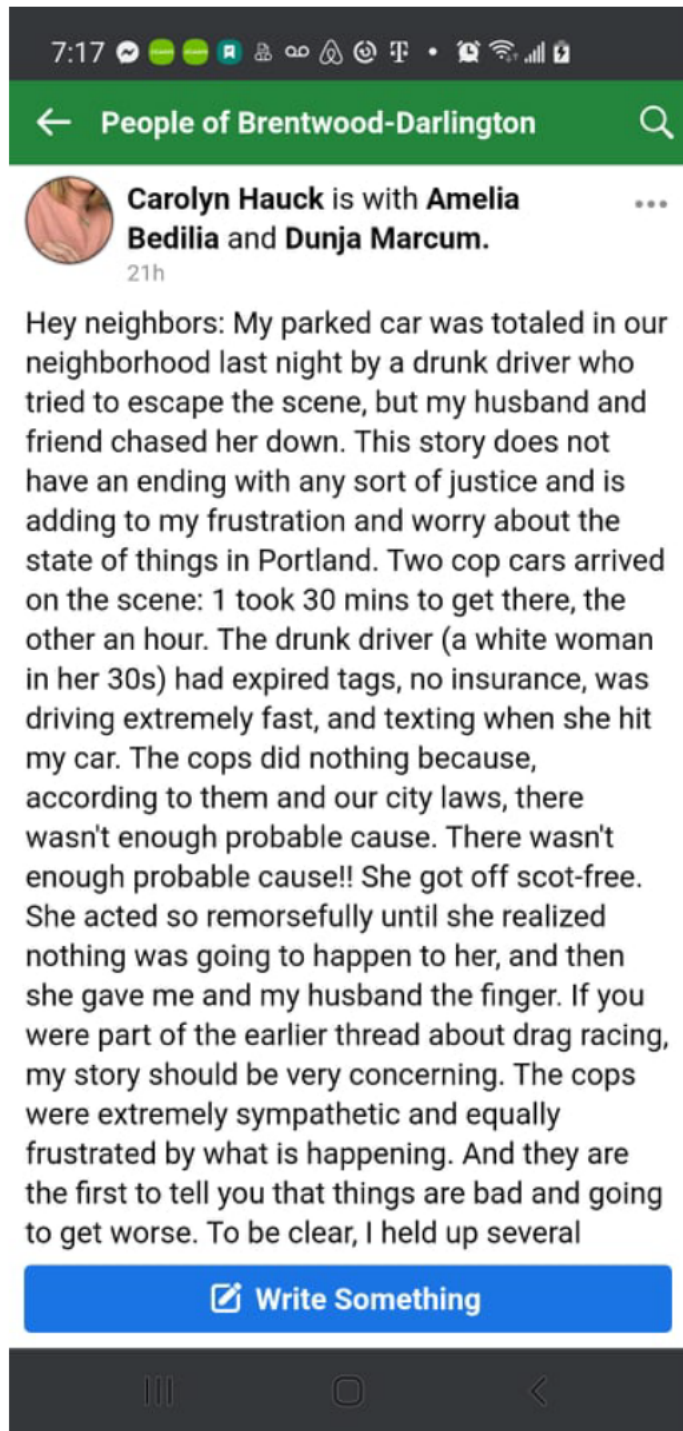 7:17
People of Brentwood-Darlington
Carolyn Hauck is with Amelia
Bedilia and Dunja Marcum.
21h
Hey neighbors: My parked car was totaled in our
neighborhood last night by a drunk driver who
tried to escape the scene, but my husband and
friend chased her down. This story does not
have an ending with any sort of justice and is
adding to my frustration and worry about the
state of things in Portland. Two cop cars arrived
on the scene: 1 took 30 mins to get there, the
other an hour. The drunk driver (a white woman
in her 30s) had expired tags, no insurance, was
driving extremely fast, and texting when she hit
my car. The cops did nothing because,
according to them and our city laws, there
wasn't enough probable cause. There wasn't
enough probable cause!! She got off scot-free.
She acted so remorsefully until she realized
nothing was going to happen to her, and then
she gave me and my husband the finger. If you
were part of the earlier thread about drag racing,
my story should be very concerning. The cops
were extremely sympathetic and equally
frustrated by what is happening. And they are
the first to tell you that things are bad and going
to get worse. To be clear, I held up several
Write Something